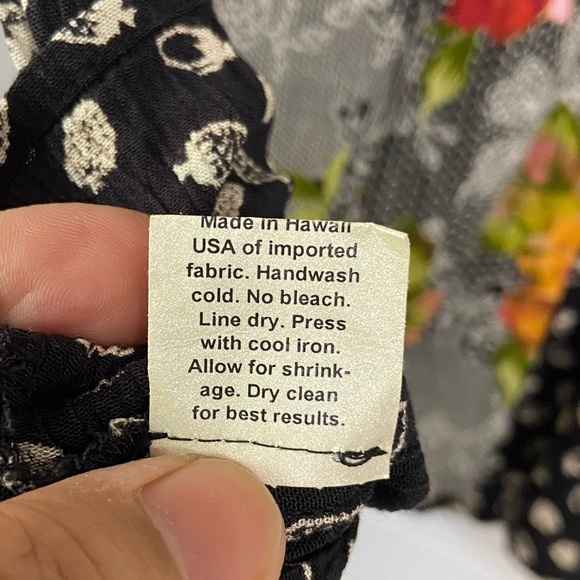 Made in Hawaii
USA of imported
fabric. Handwash
cold. No bleach.
Line dry. Press
with cool iron.
Allow for shrink-
age. Dry clean
for best results.